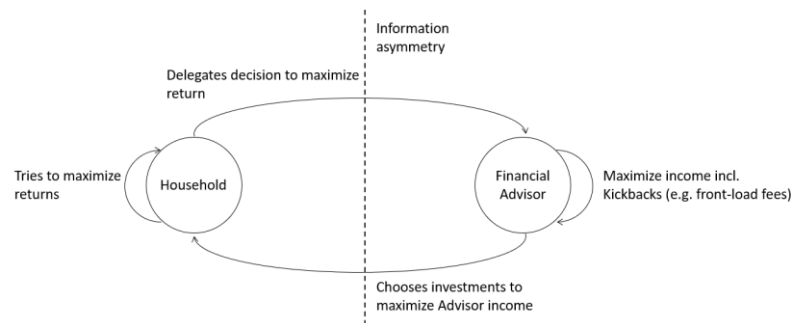 Information
asymmetry
Delegates decision to maximize
return
Tries to maximize
returns
Household
Financial
Advisor
Maximize income incl.
Kickbacks (e.g. front-load fees)
Chooses investments to
maximize Advisor income